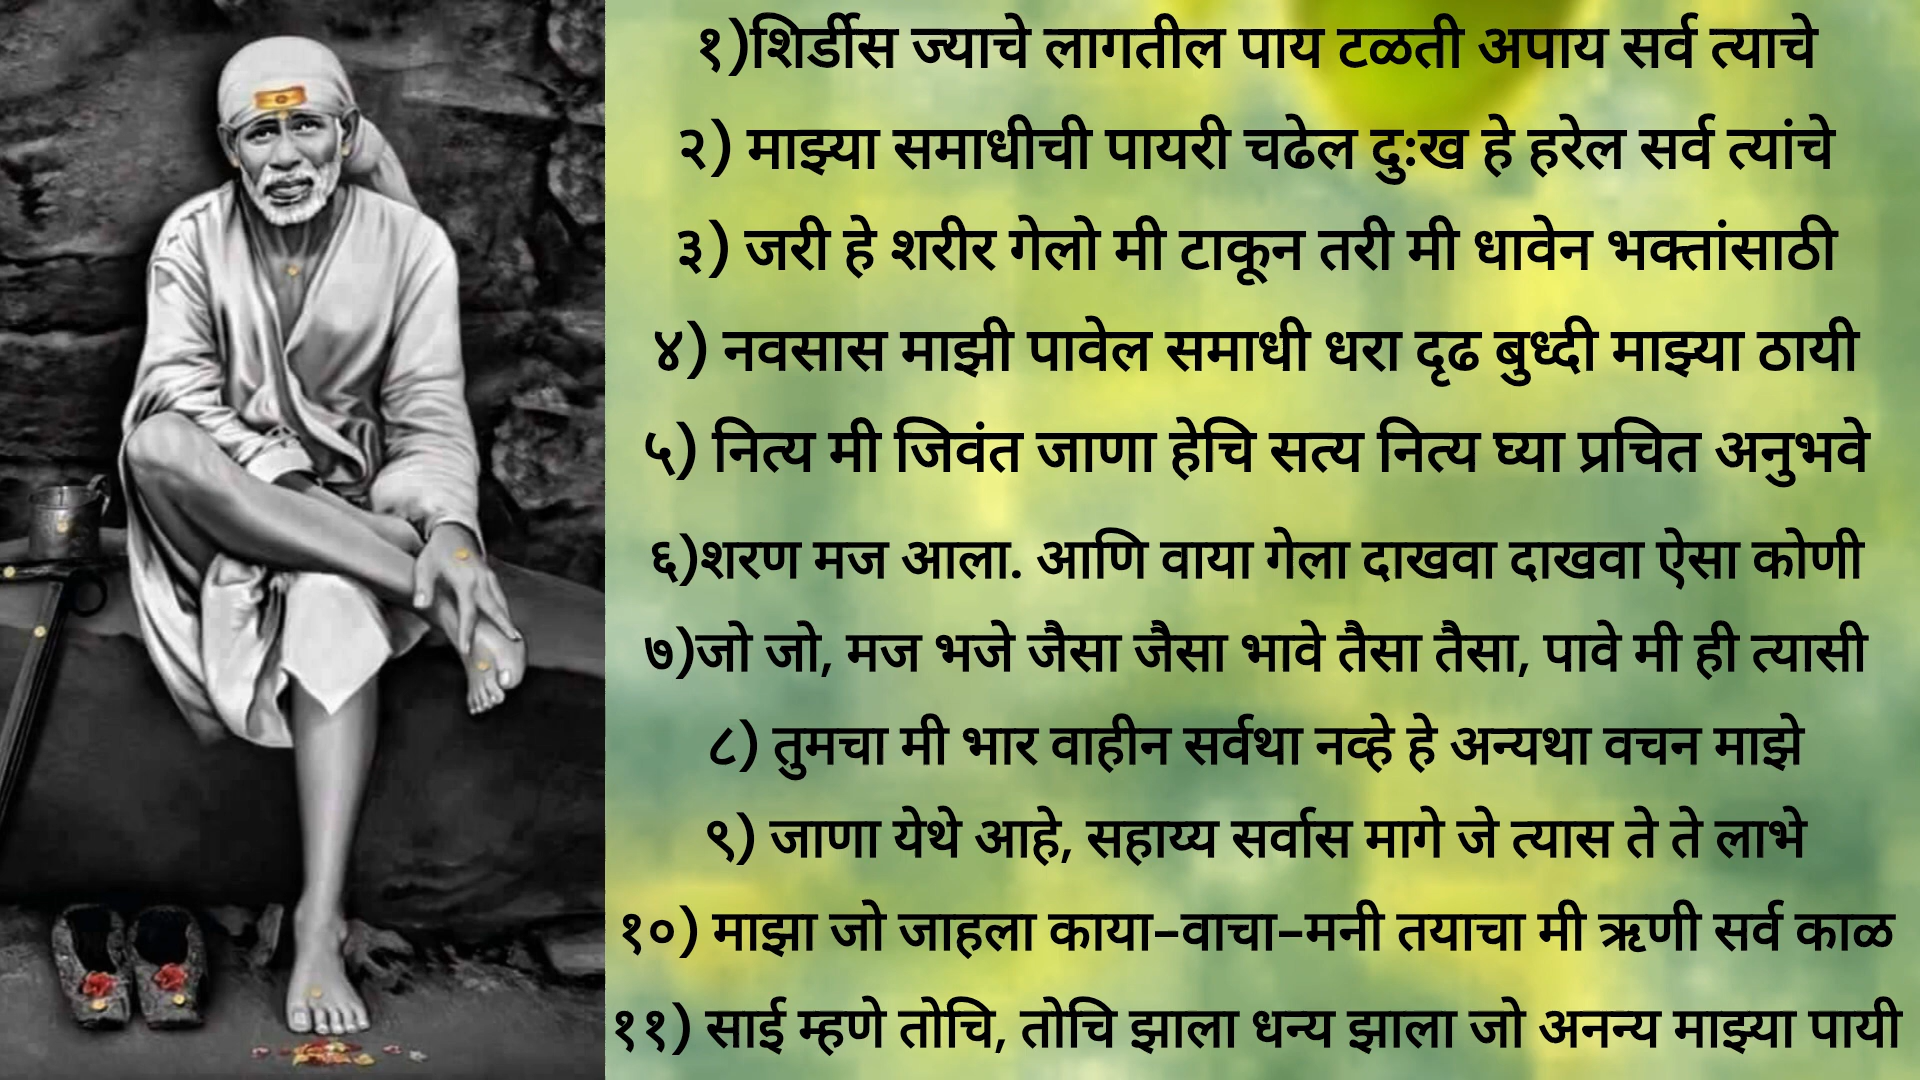 १)शिर्डीस ज्याचे लागतील पाय टळती अपाय सर्व त्याचे
२) माझ्या समाधीची पायरी चढेल दुःख हे हरेल सर्व त्यांचे
३) जरी हे शरीर गेलो मी टाकून तरी मी धावेन भक्तांसाठी
४) नवसास माझी पावेल समाधी धरा दृढ बुध्दी माझ्या ठायी
५) नित्य मी जिवंत जाणा हेचि सत्य नित्य घ्या प्रचित अनुभवे
६)शरण मज आला. आणि वाया गेला दाखवा दाखवा ऐसा कोणी
७)जो जो, मज भजे जैसा जैसा भावे तैसा तैसा, पावे मी ही त्यासी
८) तुमचा मी भार वाहीन सर्वथा नव्हे हे अन्यथा वचन माझे
९) जाणा येथे आहे, सहाय्य सर्वास मागे जे त्यास ते ते लाभे
१०) माझा जो जाहला काया-वाचा-मनी तयाचा मी ऋणी सर्व काळ
११) साई म्हणे तोचि, तोचि झाला धन्य झाला जो अनन्य माझ्या पायी